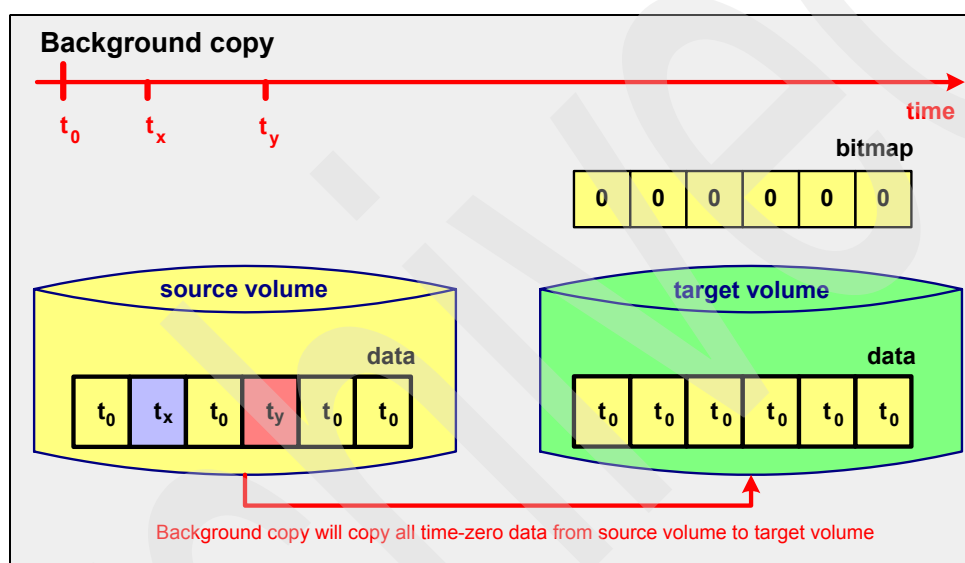 Background copy
time
t0 tx ty
bitmap
0 0 0 0 0 0
source volume
data
t0 tx t0 ty t0 t0
target volume
data
t0 t0 t0 t0 t0 t0
Background copy will copy all time-zero data from source volume to target volume